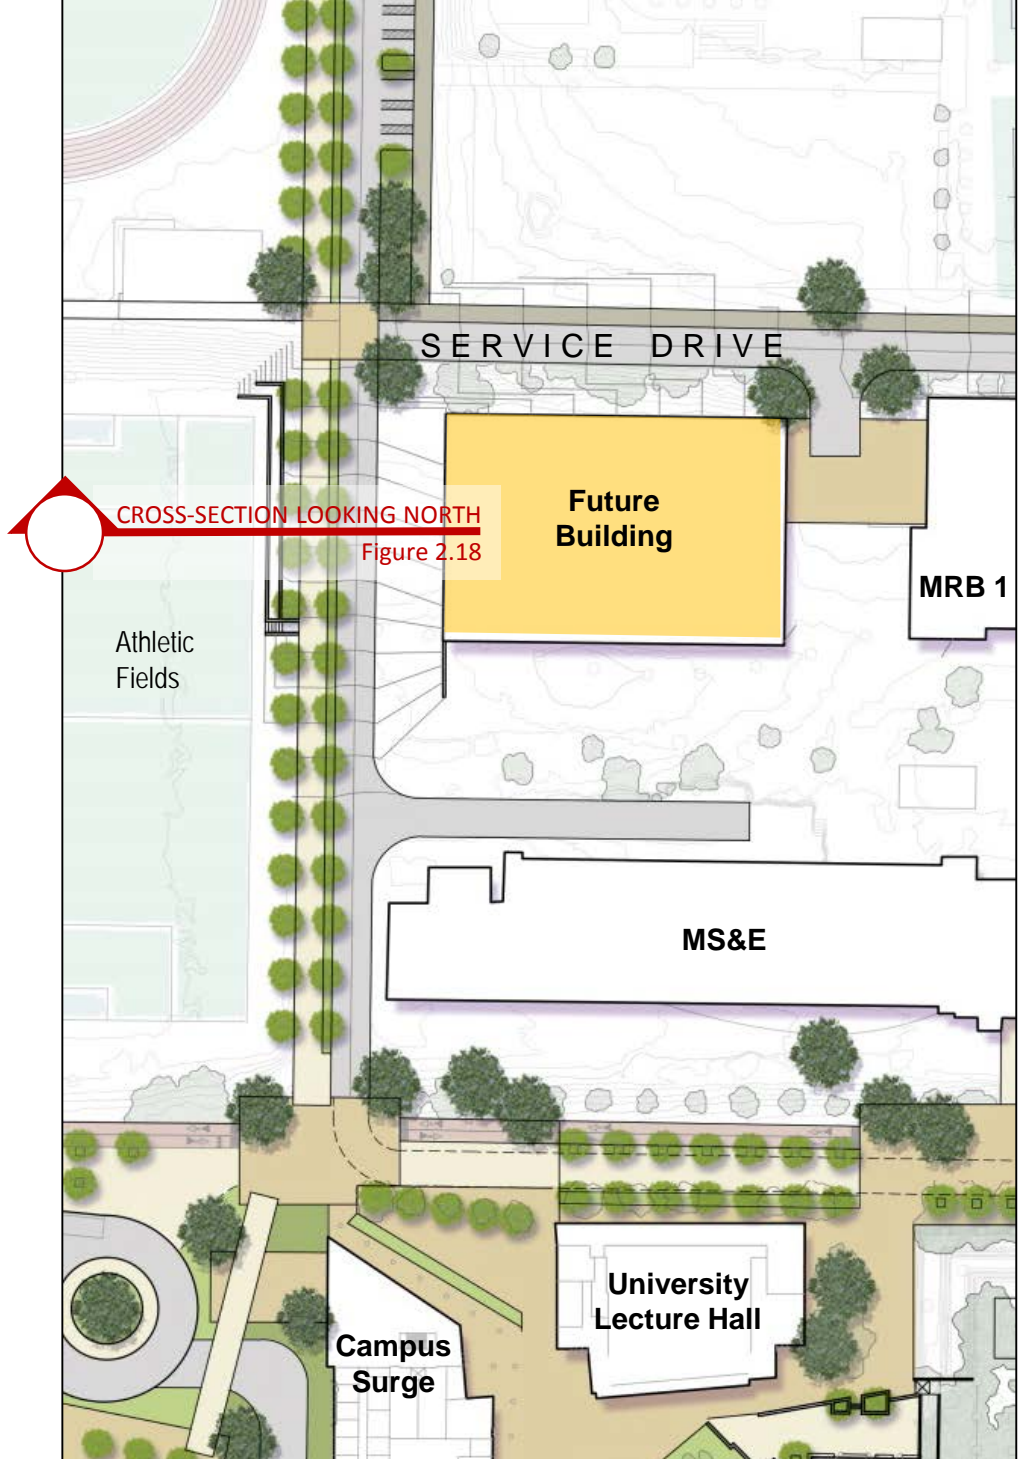 SERVICE DRIVE
Future
Building
CROSS-SECTION LOOKING NORTH
Figure 2.18
MRB 1
Athletic
Fields
MS&E
University
Lecture Hall
Campus
Surge